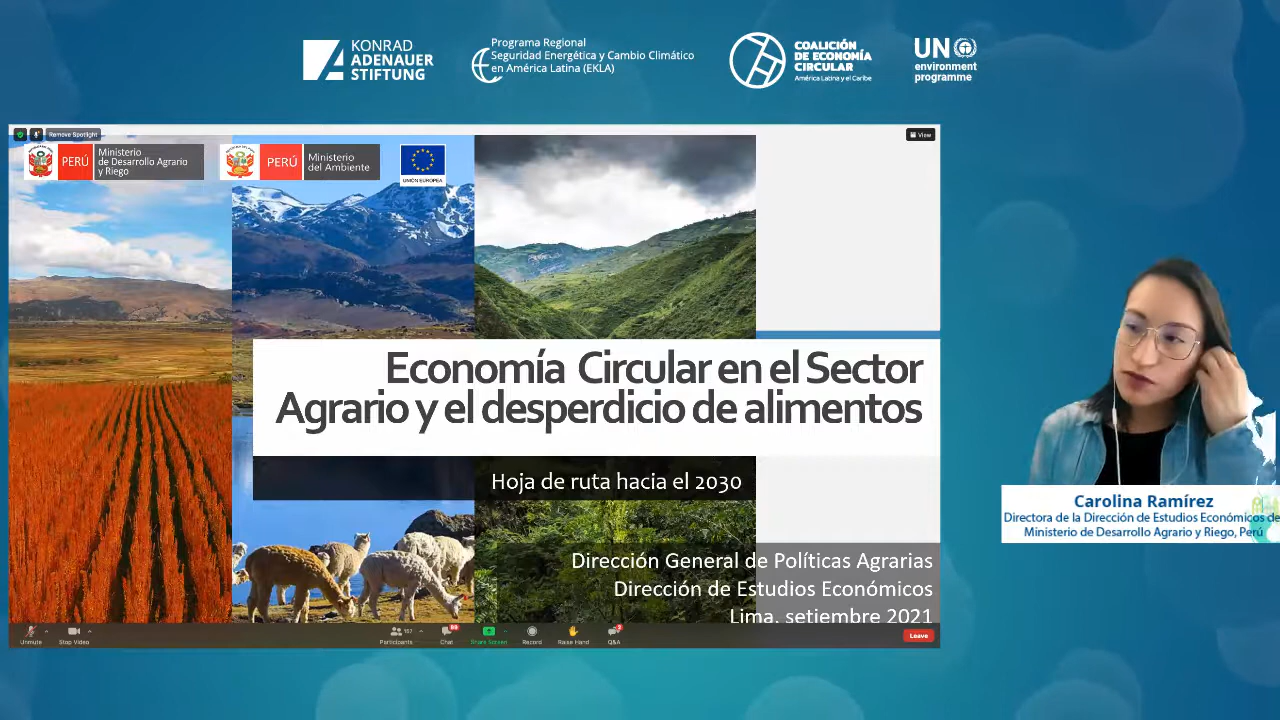 KONRAD
ADENAUER
STIFTUNG
Programa Regional
Seguridad Energética y Cambio Climático
en América Latina (EKLA)
COALICIÓN
DE ECONOMÍA
CIRCULAR
América Latina y el Caribe
UN
environment
programme
Remove Spotlight
View
PERÚ
Ministerio
de Desarrollo Agrario
y Riego
PERÚ
Ministerio
del Ambiente
UNIÓN EUROPEA
Economía Circular en el Sector
Agrario y el desperdicio de alimentos
Hoja de ruta hacia el 2030
Dirección General de Políticas Agrarias
Dirección de Estudios Económicos
Lima, setiembre 2021
Carolina Ramírez
Directora de la Dirección de Estudios Económicos de
Ministerio de Desarrollo Agrario y Riego, Perú
Unmute
Stop Video
Participants
157
Chat
Share Screen
Record
Raise Hand
Q&A
Leave